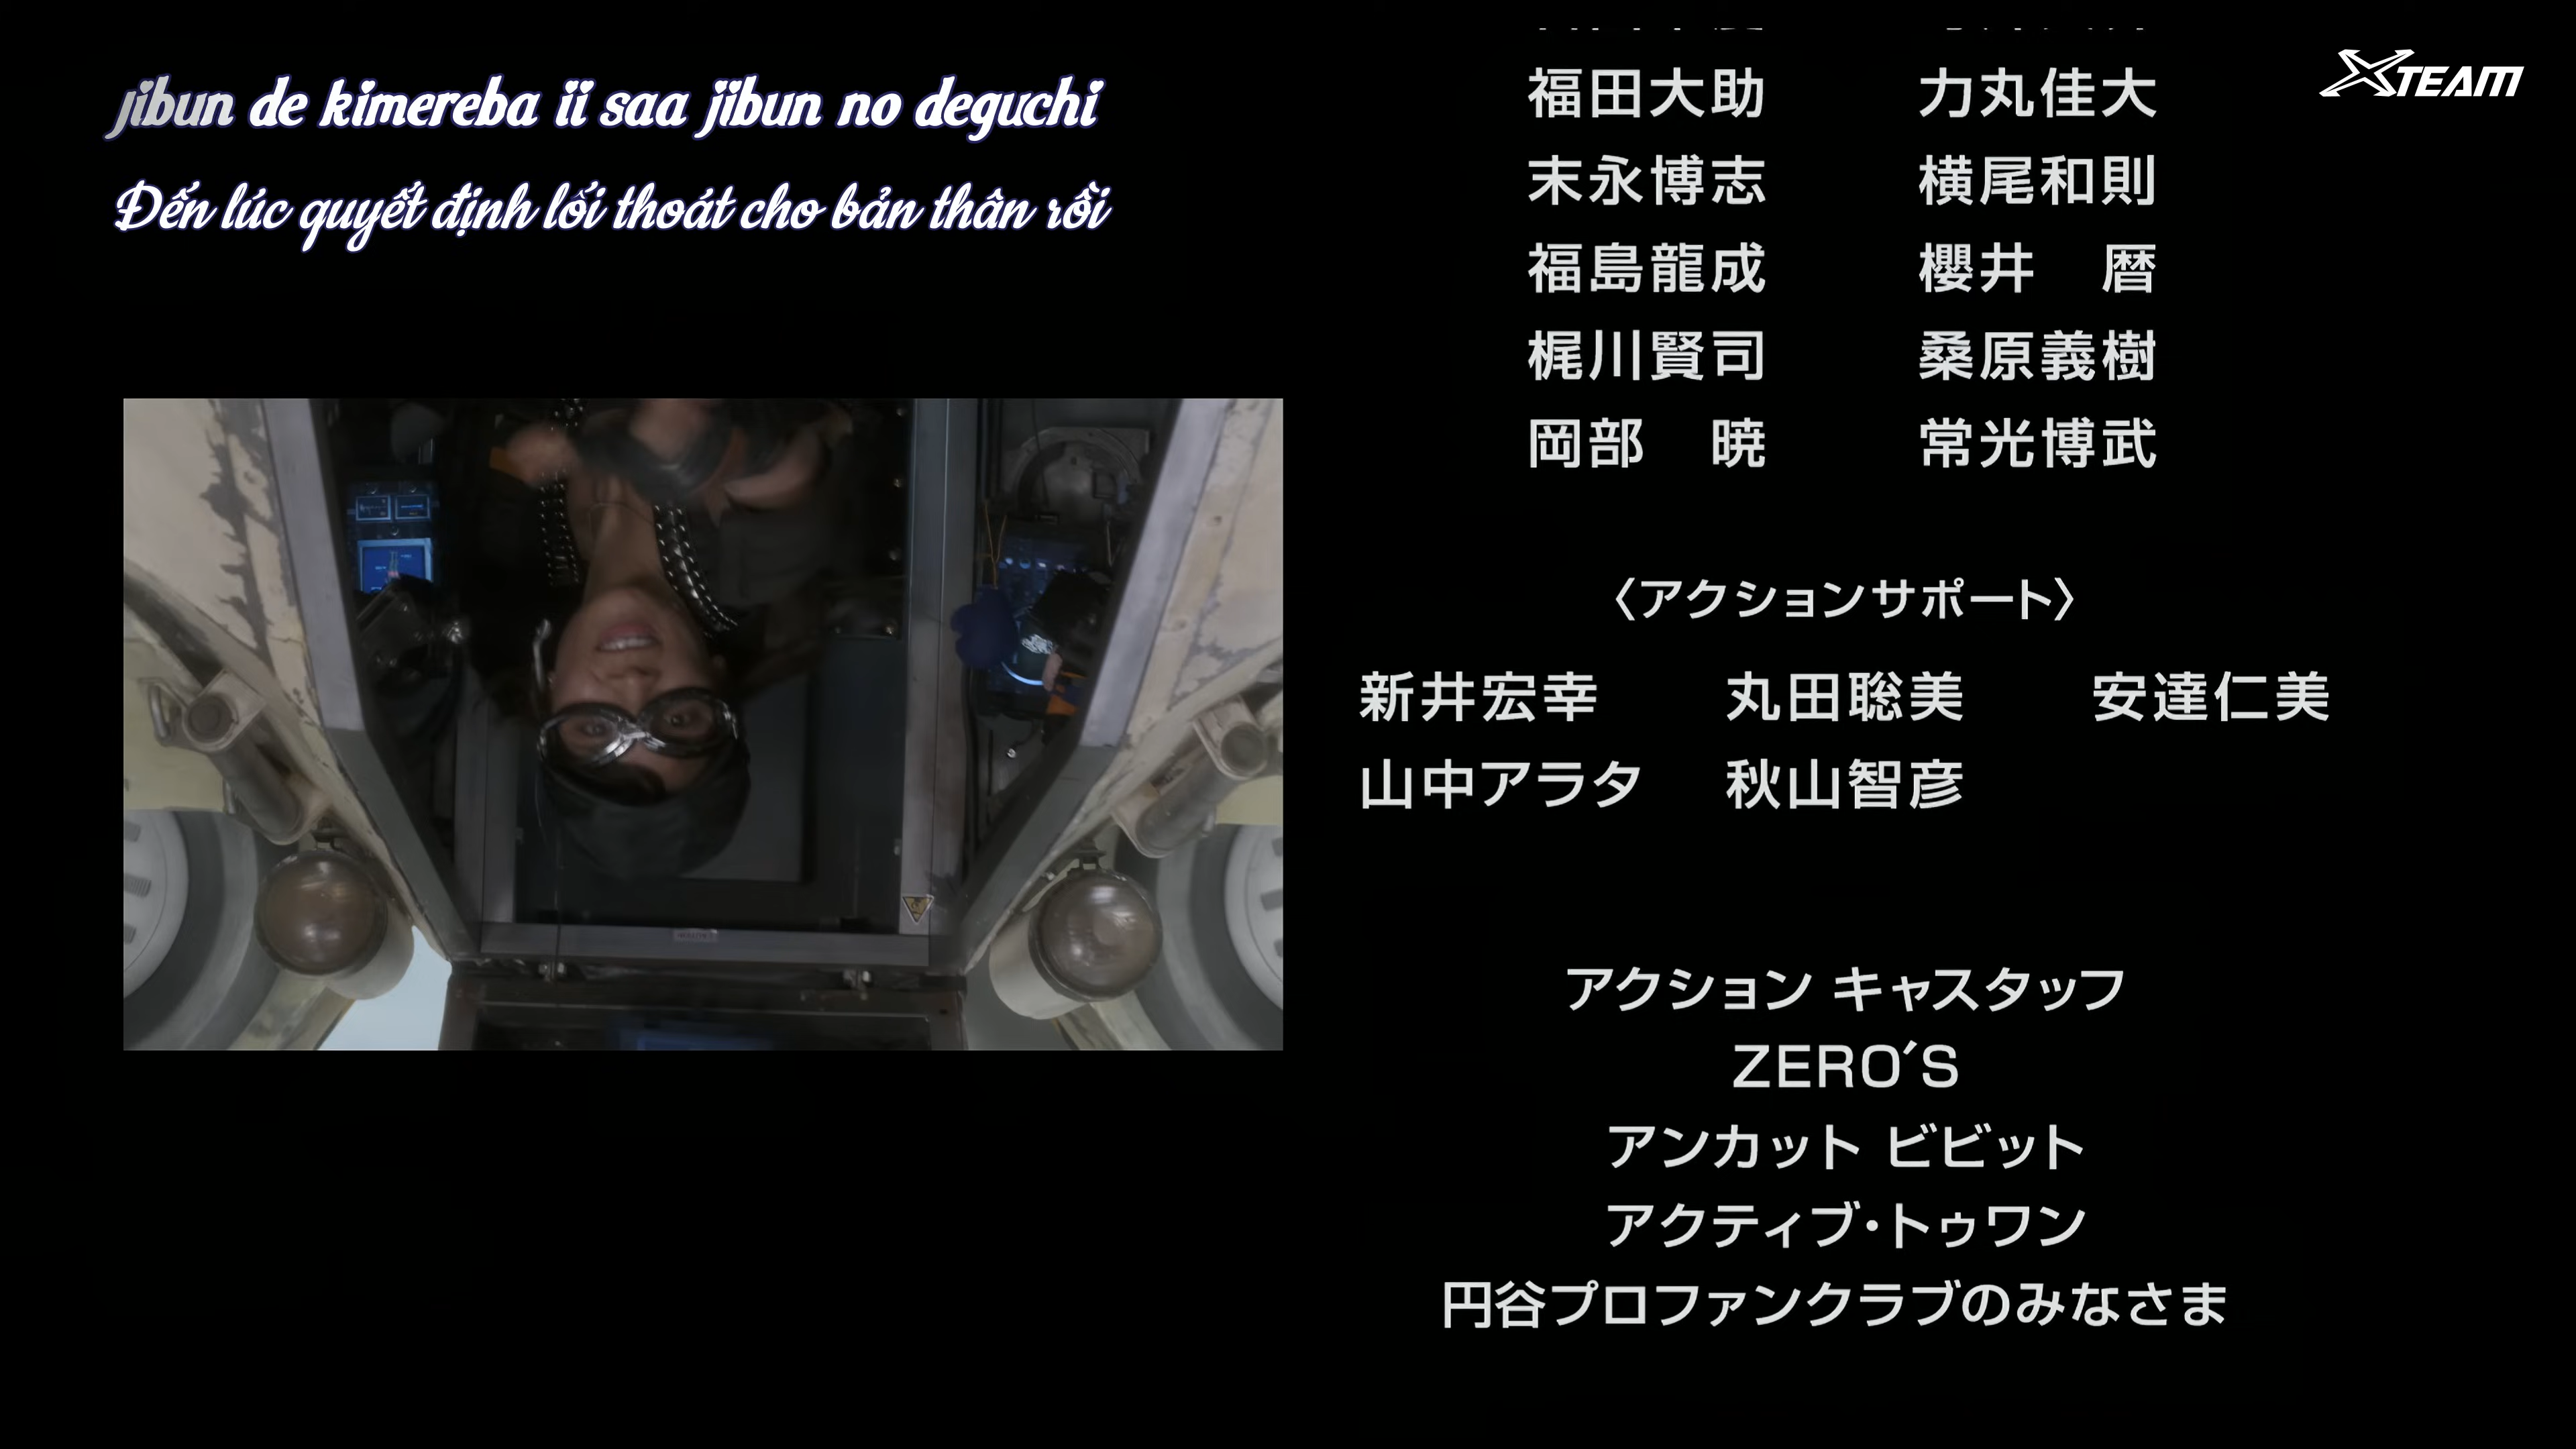 jibun de kimereba ii saa jibun no deguchi
Đến lúc quyết định lối thoát cho bản thân rồi
XTEAM
福田大助 力丸佳大
末永博志 横尾和則
福島龍成 櫻井 暦
梶川賢司 桑原義樹
岡部 暁 常光博武
〈アクションサポート〉
新井宏幸 丸田聡美 安達仁美
山中アラタ 秋山智彦
アクション キャスタッフ
ZERO'S
アンカット ビビット
アクティブ・トゥワン
円谷プロファンクラブのみなさま